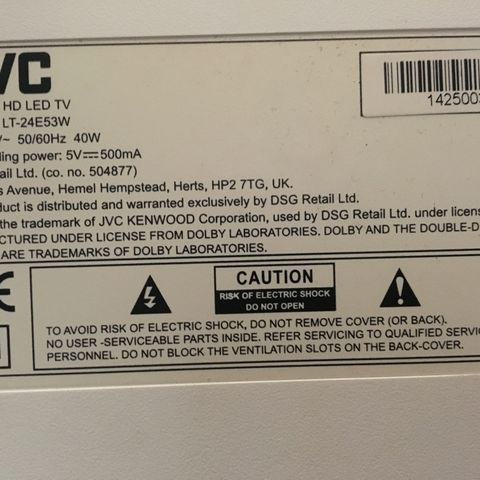 VC
HD LED TV
LT-24E53W
~ 50/60Hz 40W
ling power: 5V⎓500mA
ail Ltd. (co. no. 504877)
s Avenue, Hemel Hempstead, Herts, HP2 7TG, UK.
duct is distributed and warranted exclusively by DSG Retail Ltd.
the trademark of JVC KENWOOD Corporation, used by DSG Retail Ltd. under licens
CTURED UNDER LICENSE FROM DOLBY LABORATORIES. DOLBY AND THE DOUBLE-D
ARE TRADEMARKS OF DOLBY LABORATORIES.
142500
CE
CAUTION
RISK OF ELECTRIC SHOCK
DO NOT OPEN
TO AVOID RISK OF ELECTRIC SHOCK, DO NOT REMOVE COVER (OR BACK).
NO USER -SERVICEABLE PARTS INSIDE. REFER SERVICING TO QUALIFIED SERVIC
PERSONNEL. DO NOT BLOCK THE VENTILATION SLOTS ON THE BACK-COVER.